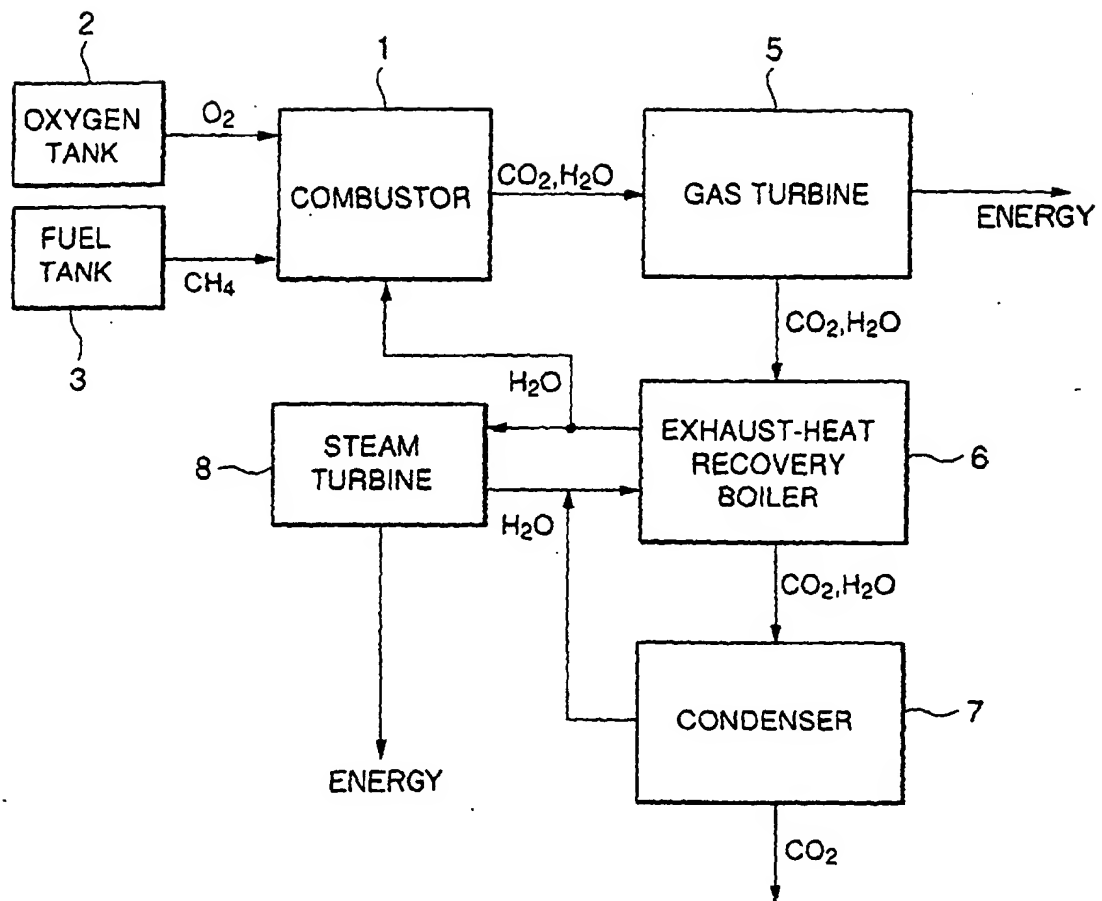 2
1
5
OXYGEN
TANK
O₂
COMBUSTOR
CO₂,H₂O
GAS TURBINE
ENERGY
FUEL
TANK
CH₄
3
CO₂,H₂O
H₂O
STEAM
TURBINE
8
EXHAUST-HEAT
RECOVERY
BOILER
6
H₂O
CO₂,H₂O
CONDENSER
7
ENERGY
CO₂